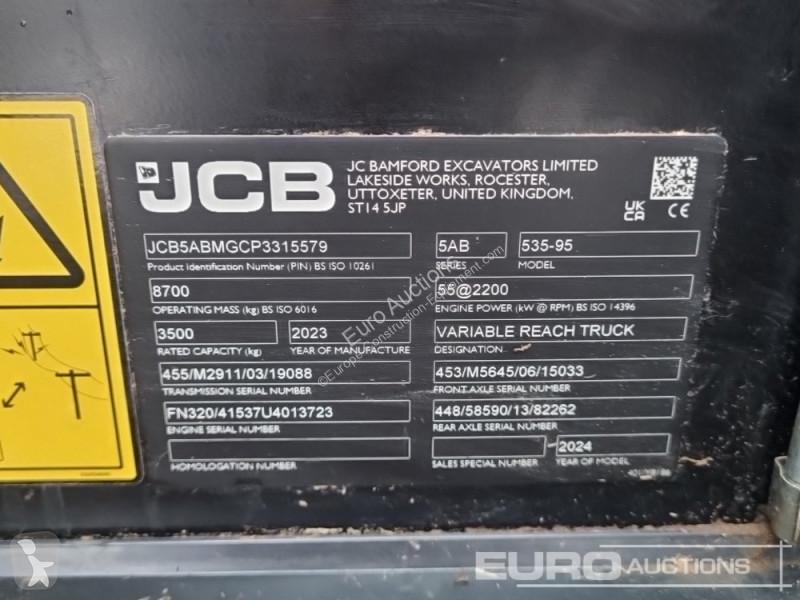 JCB
JC BAMFORD EXCAVATORS LIMITED
LAKESIDE WORKS, ROCESTER,
UTTOXETER, UNITED KINGDOM,
ST14 5JP
UK
CA CE
JCB5ABMGCP3315579
Product Identification Number (PIN) BS ISO 10261
5AB
SERIES
535-95
MODEL
8700
OPERATING MASS (kg) BS ISO 6016
55@2200
ENGINE POWER (kW @ RPM) BS ISO 14396
3500
RATED CAPACITY (kg)
2023
YEAR OF MANUFACTURE
VARIABLE REACH TRUCK
DESIGNATION
455/M2911/03/19088
TRANSMISSION SERIAL NUMBER
453/M5645/06/15033
FRONT AXLE SERIAL NUMBER
FN320/41537U4013723
ENGINE SERIAL NUMBER
448/58590/13/82262
REAR AXLE SERIAL NUMBER
HOMOLOGATION NUMBER
SALES SPECIAL NUMBER
2024
YEAR OF MODEL
Euro Auctions
©Europe-Construction-Equipment.com
EURO AUCTIONS